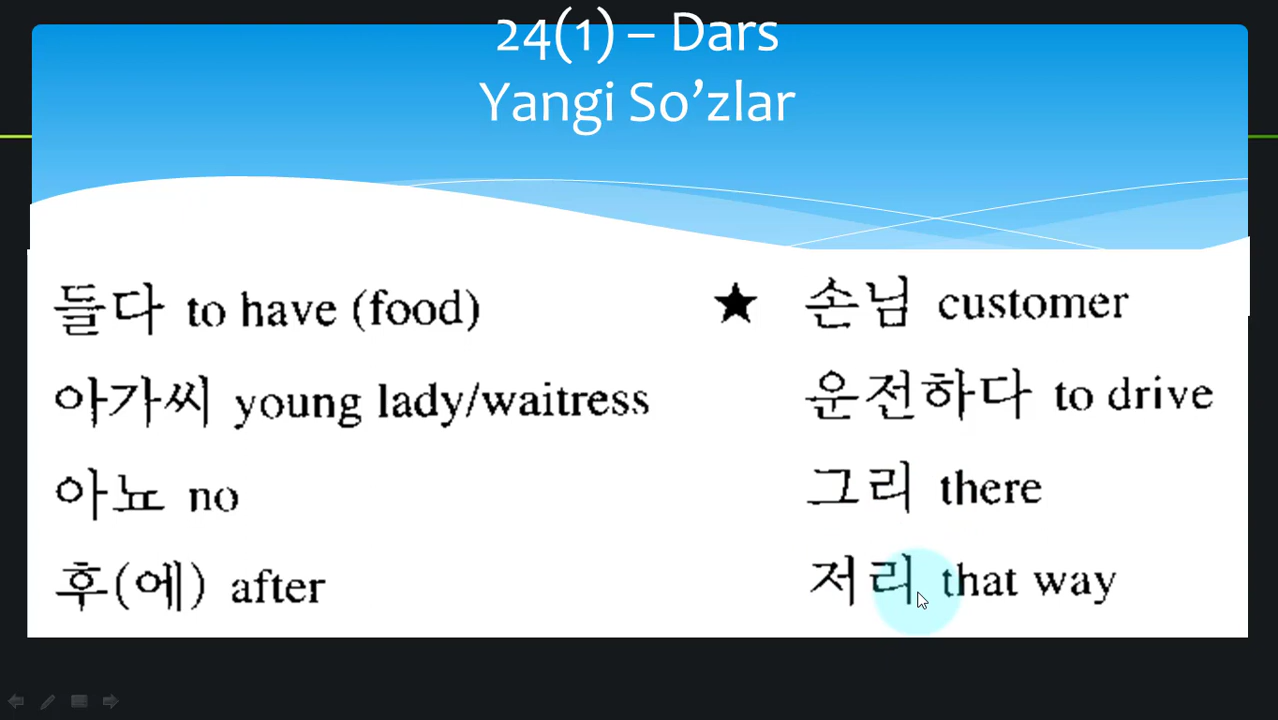 24(1) – Dars
Yangi So’zlar
들다 to have (food)
아가씨 young lady/waitress
아뇨 no
후(에) after
★ 손님 customer
운전하다 to drive
그리 there
저리 that way